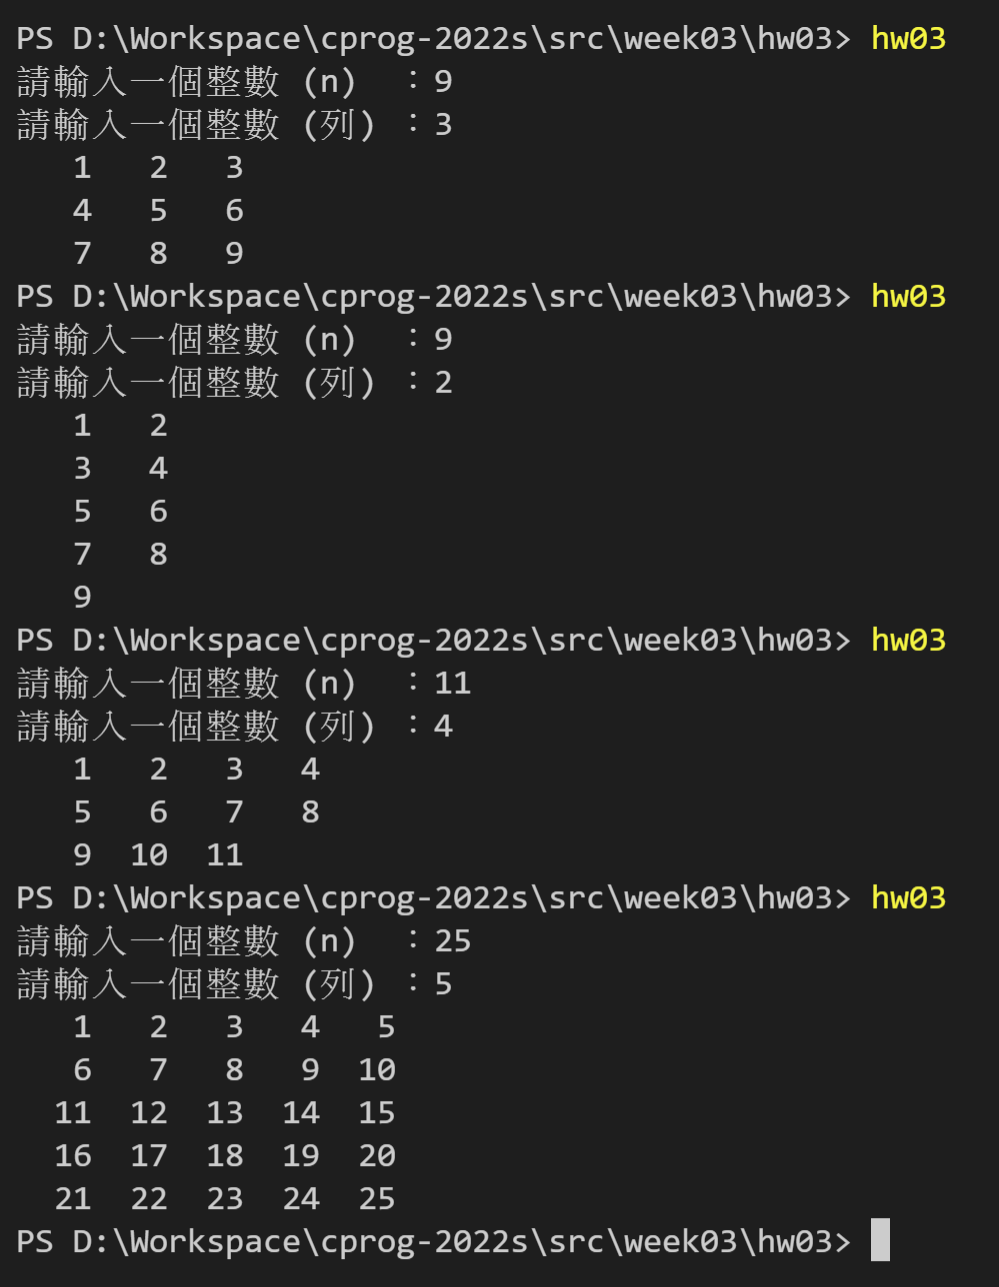 PS D:\Workspace\cprog-2022s\src\week03\hw03> hw03
請輸入一個整數 (n)  ：9
請輸入一個整數 (列) ：3
   1   2   3
   4   5   6
   7   8   9
PS D:\Workspace\cprog-2022s\src\week03\hw03> hw03
請輸入一個整數 (n)  ：9
請輸入一個整數 (列) ：2
   1   2
   3   4
   5   6
   7   8
   9
PS D:\Workspace\cprog-2022s\src\week03\hw03> hw03
請輸入一個整數 (n)  ：11
請輸入一個整數 (列) ：4
   1   2   3   4
   5   6   7   8
   9  10  11
PS D:\Workspace\cprog-2022s\src\week03\hw03> hw03
請輸入一個整數 (n)  ：25
請輸入一個整數 (列) ：5
   1   2   3   4   5
   6   7   8   9  10
  11  12  13  14  15
  16  17  18  19  20
  21  22  23  24  25
PS D:\Workspace\cprog-2022s\src\week03\hw03>